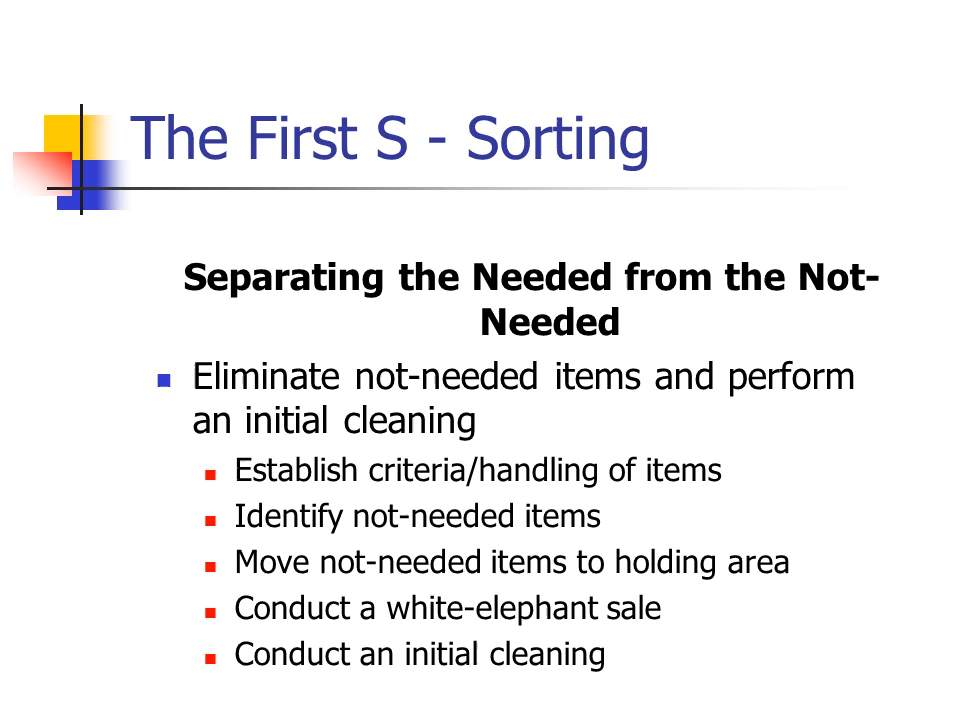 The First S - Sorting
Separating the Needed from the Not-
Needed
Eliminate not-needed items and perform
an initial cleaning
Establish criteria/handling of items
Identify not-needed items
Move not-needed items to holding area
Conduct a white-elephant sale
Conduct an initial cleaning